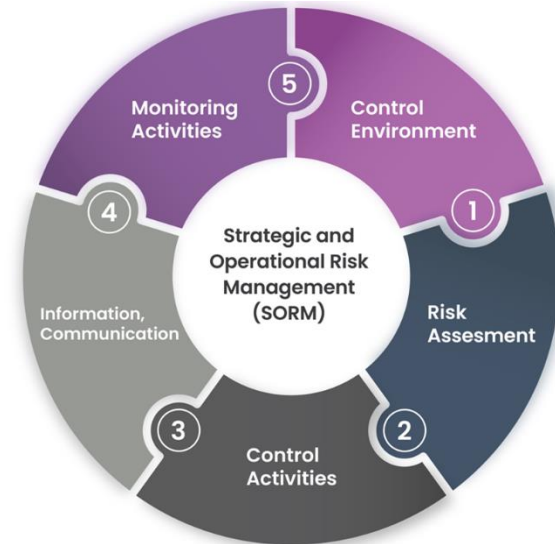 5
Monitoring
Activities
Control
Environment
4
1
Strategic and
Operational Risk
Management
(SORM)
Information,
Communication
Risk
Assesment
3
2
Control
Activities